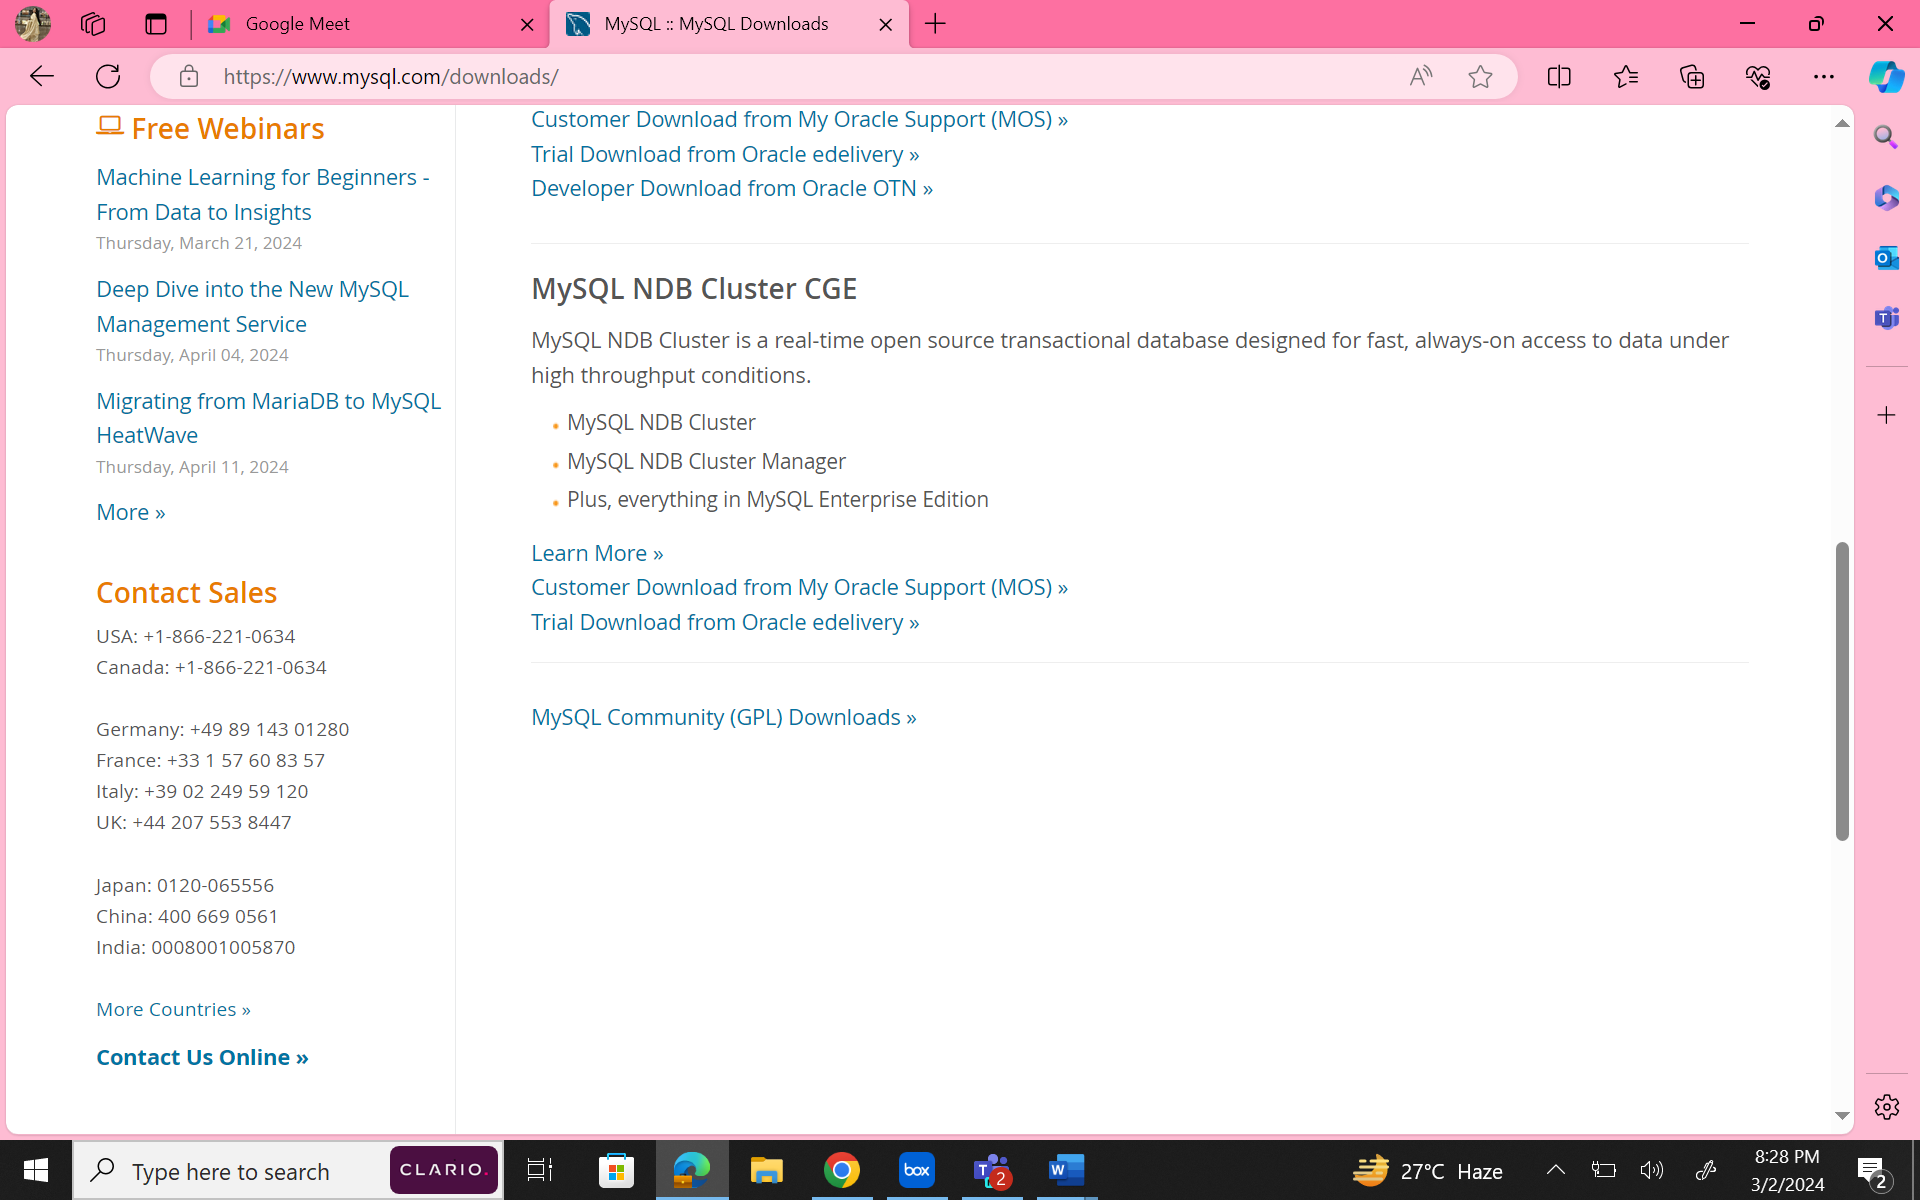 Google Meet
MySQL :: MySQL Downloads
https://www.mysql.com/downloads/
Free Webinars
Machine Learning for Beginners -
From Data to Insights
Thursday, March 21, 2024
Deep Dive into the New MySQL
Management Service
Thursday, April 04, 2024
Migrating from MariaDB to MySQL
HeatWave
Thursday, April 11, 2024
More »
Contact Sales
USA: +1-866-221-0634
Canada: +1-866-221-0634
Germany: +49 89 143 01280
France: +33 1 57 60 83 57
Italy: +39 02 249 59 120
UK: +44 207 553 8447
Japan: 0120-065556
China: 400 669 0561
India: 0008001005870
More Countries »
Contact Us Online »
Customer Download from My Oracle Support (MOS) »
Trial Download from Oracle edelivery »
Developer Download from Oracle OTN »
MySQL NDB Cluster CGE
MySQL NDB Cluster is a real-time open source transactional database designed for fast, always-on access to data under
high throughput conditions.
• MySQL NDB Cluster
• MySQL NDB Cluster Manager
• Plus, everything in MySQL Enterprise Edition
Learn More »
Customer Download from My Oracle Support (MOS) »
Trial Download from Oracle edelivery »
MySQL Community (GPL) Downloads »
Type here to search
CLARIO.
box
2
27°C Haze
8:28 PM
3/2/2024
2